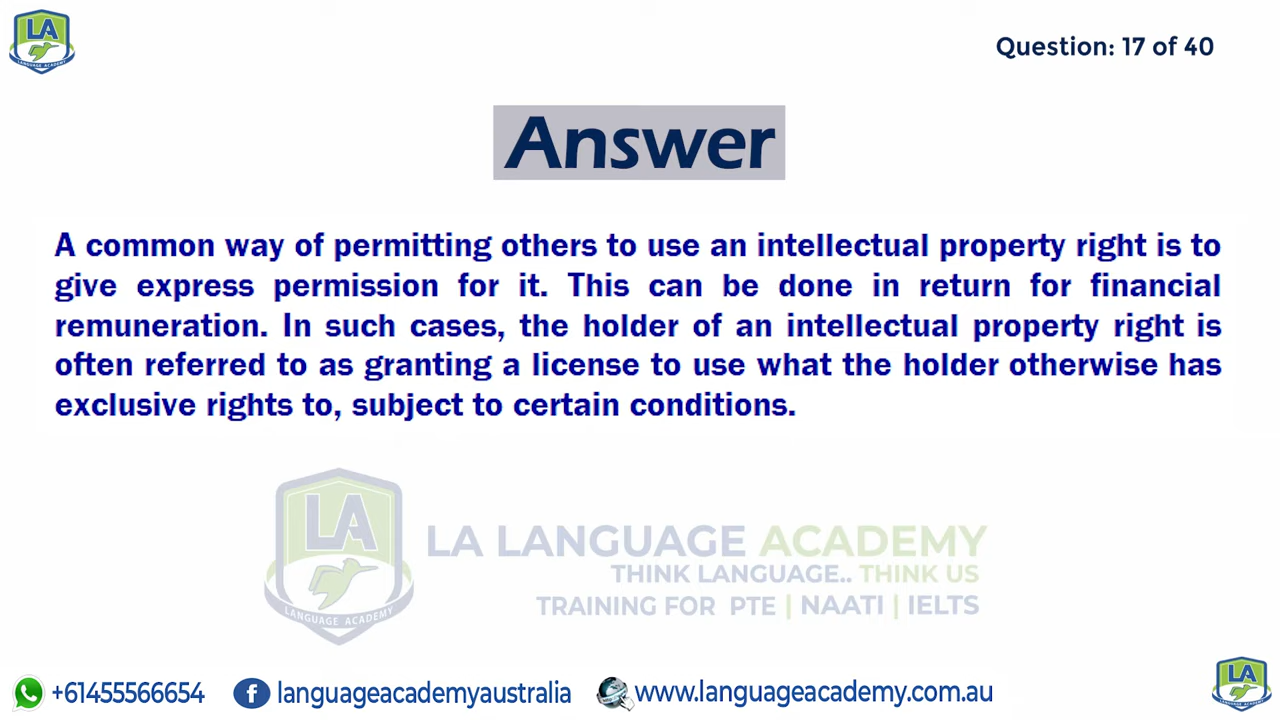 LA
LANGUAGE ACADEMY
Question: 17 of 40
Answer
A common way of permitting others to use an intellectual property right is to
give express permission for it. This can be done in return for financial
remuneration. In such cases, the holder of an intellectual property right is
often referred to as granting a license to use what the holder otherwise has
exclusive rights to, subject to certain conditions.
LA
LANGUAGE ACADEMY
LA LANGUAGE ACADEMY
THINK LANGUAGE.. THINK US
TRAINING FOR PTE | NAATI | IELTS
+61455566654 languageacademyaustralia www.languageacademy.com.au
LA
LANGUAGE ACADEMY